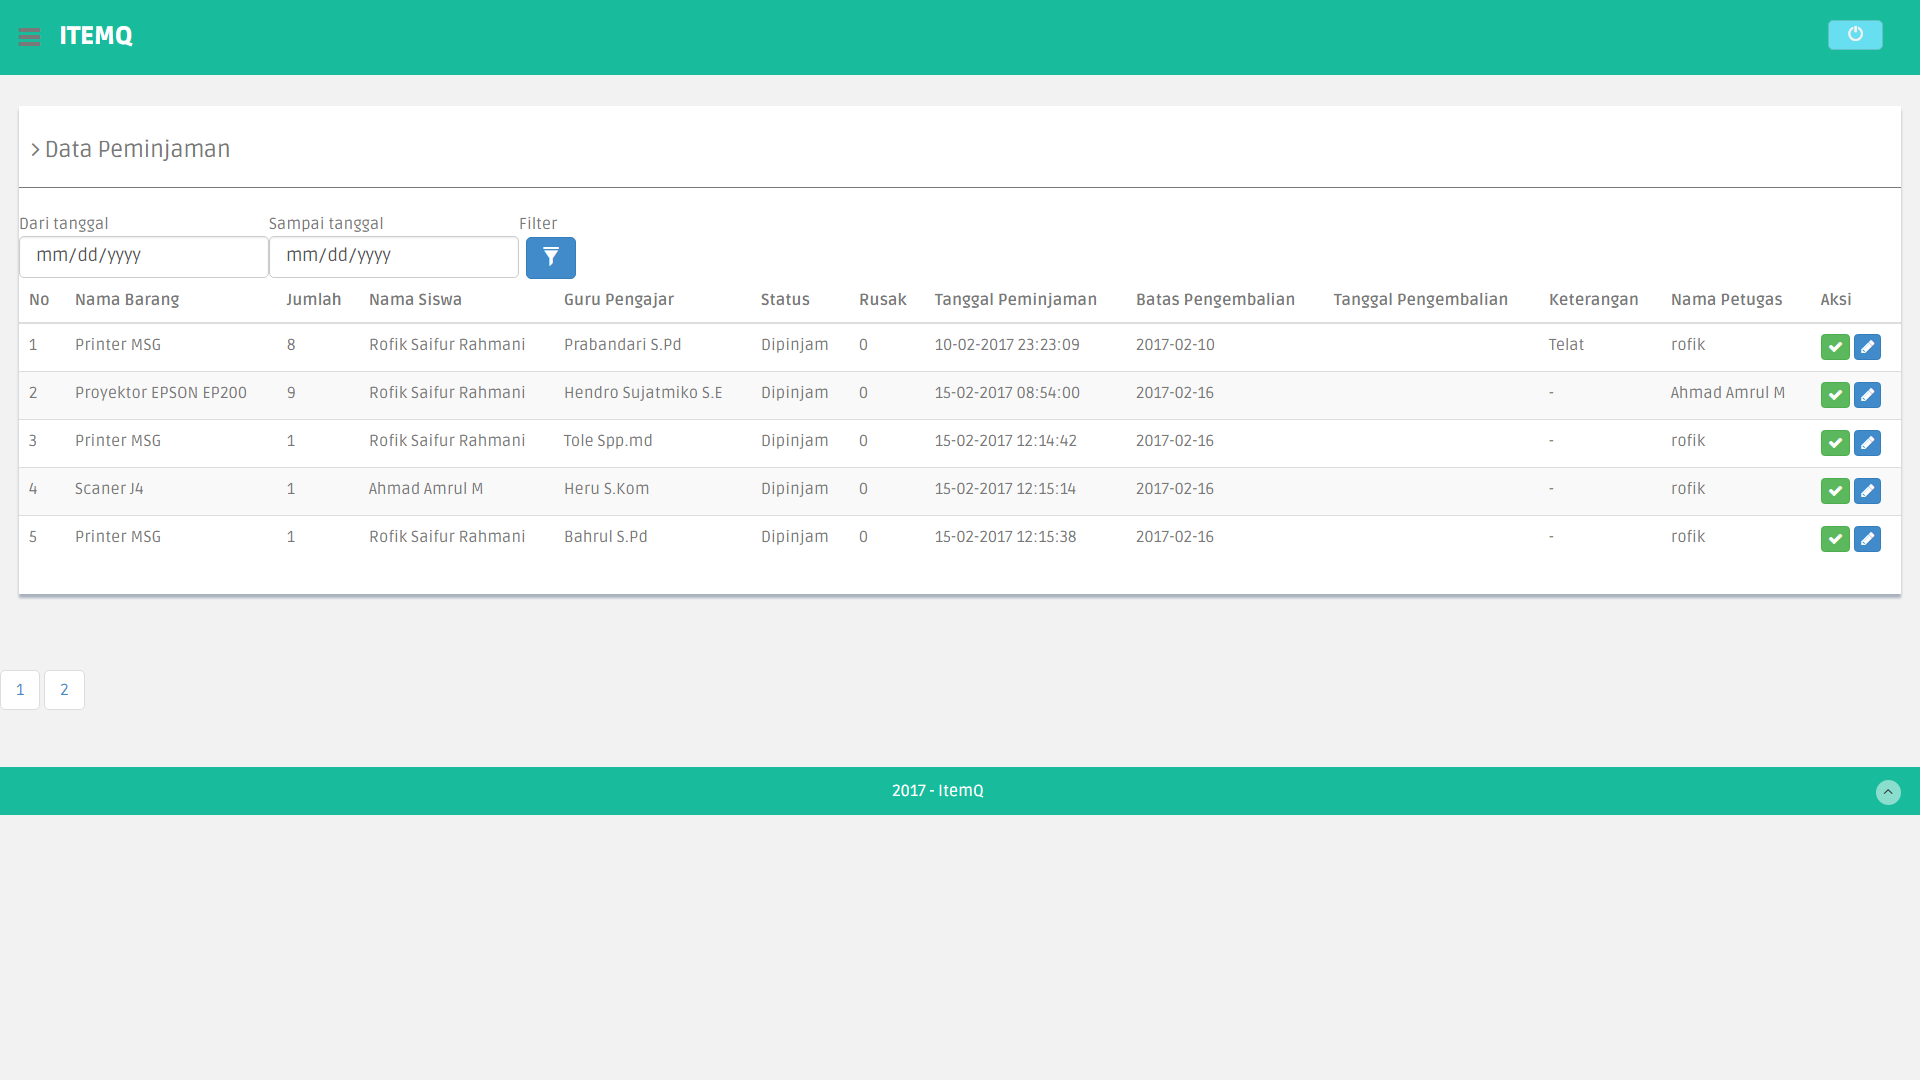 ITEMQ
Data Peminjaman
Dari tanggal Sampai tanggal Filter
mm/dd/yyyy mm/dd/yyyy
No Nama Barang Jumlah Nama Siswa Guru Pengajar Status Rusak Tanggal Peminjaman Batas Pengembalian Tanggal Pengembalian Keterangan Nama Petugas Aksi
1 Printer MSG 8 Rofik Saifur Rahmani Prabandari S.Pd Dipinjam 0 10-02-2017 23:23:09 2017-02-10 Telat rofik
2 Proyektor EPSON EP200 9 Rofik Saifur Rahmani Hendro Sujatmiko S.E Dipinjam 0 15-02-2017 08:54:00 2017-02-16 - Ahmad Amrul M
3 Printer MSG 1 Rofik Saifur Rahmani Tole Spp.md Dipinjam 0 15-02-2017 12:14:42 2017-02-16 - rofik
4 Scaner J4 1 Ahmad Amrul M Heru S.Kom Dipinjam 0 15-02-2017 12:15:14 2017-02-16 - rofik
5 Printer MSG 1 Rofik Saifur Rahmani Bahrul S.Pd Dipinjam 0 15-02-2017 12:15:38 2017-02-16 - rofik
1 2
2017 - ItemQ